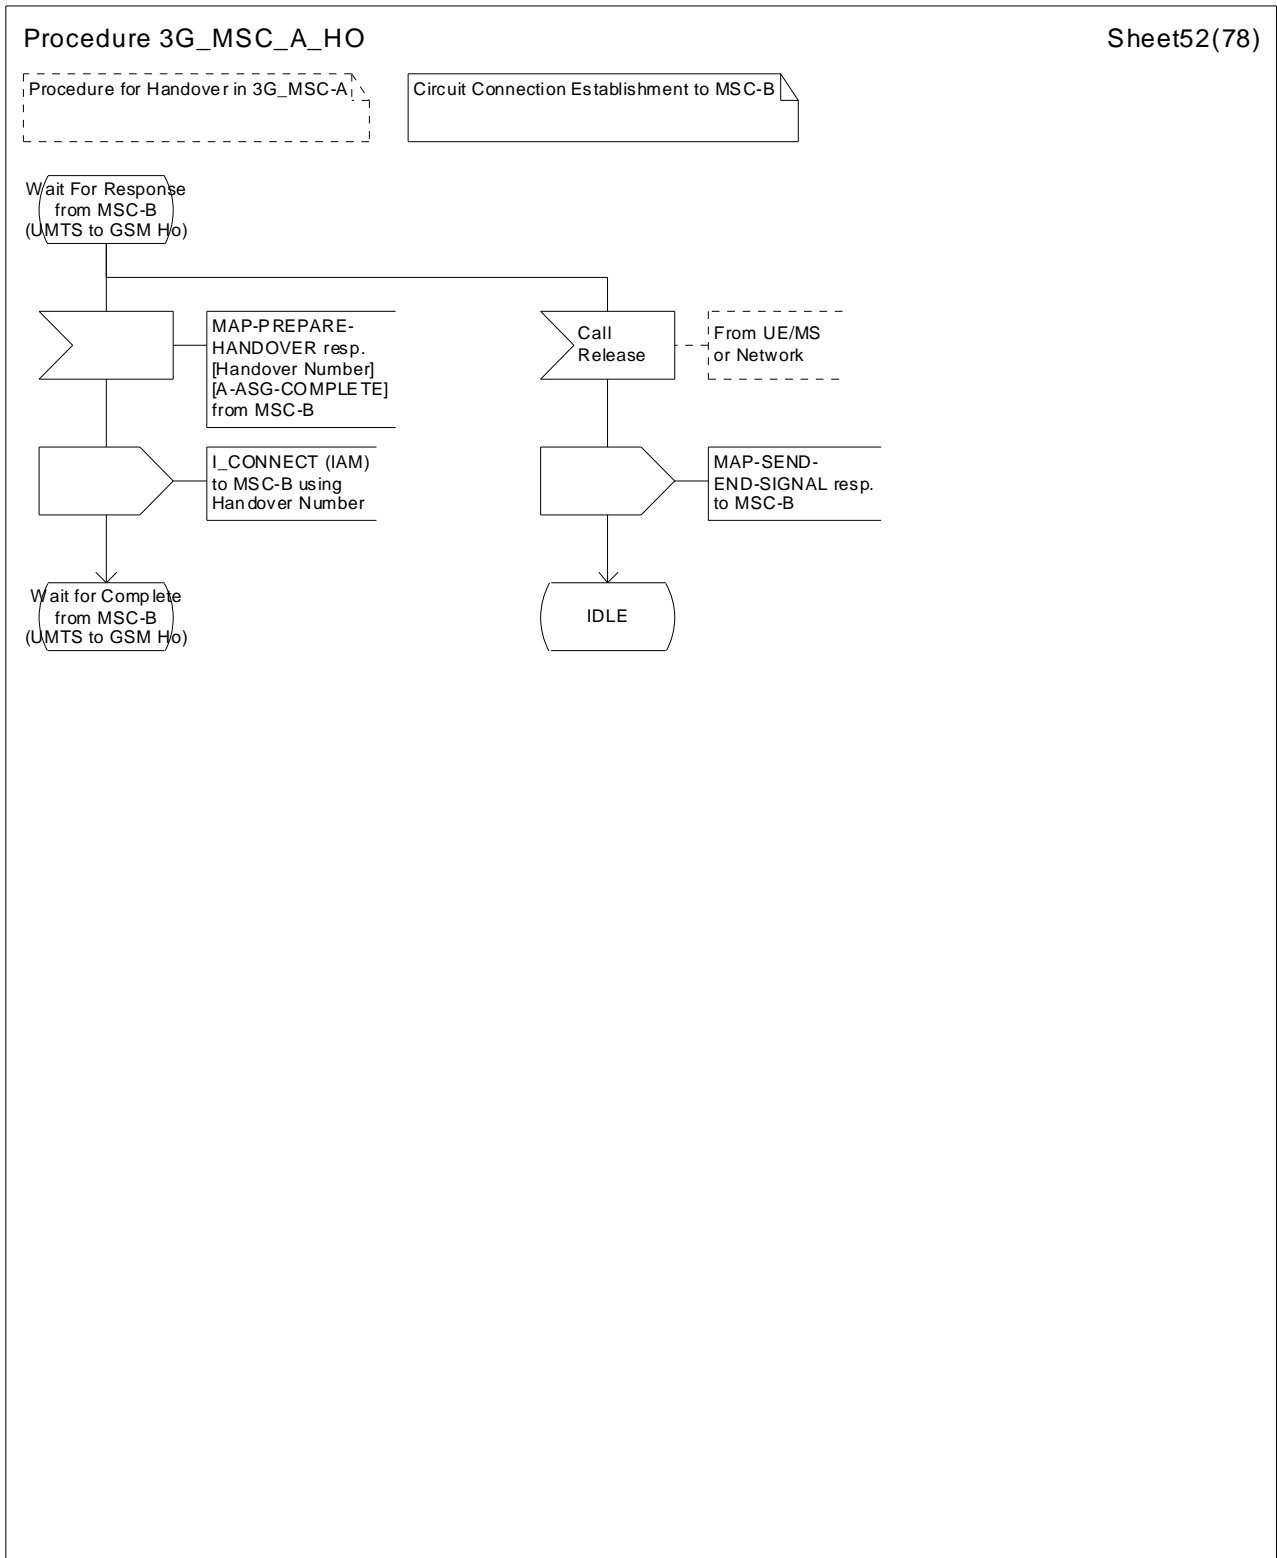 Procedure 3G_MSC_A_HO
Sheet52(78)
Procedure for Handover in 3G_MSC-A
Circuit Connection Establishment to MSC-B
Wait For Response
from MSC-B
(UMTS to GSM Ho)
MAP-PREPARE-
HANDOVER resp.
[Handover Number]
[A-ASG-COMPLETE]
from MSC-B
Call
Release
From UE/MS
or Network
I_CONNECT (IAM)
to MSC-B using
Handover Number
MAP-SEND-
END-SIGNAL resp.
to MSC-B
Wait for Complete
from MSC-B
(UMTS to GSM Ho)
IDLE